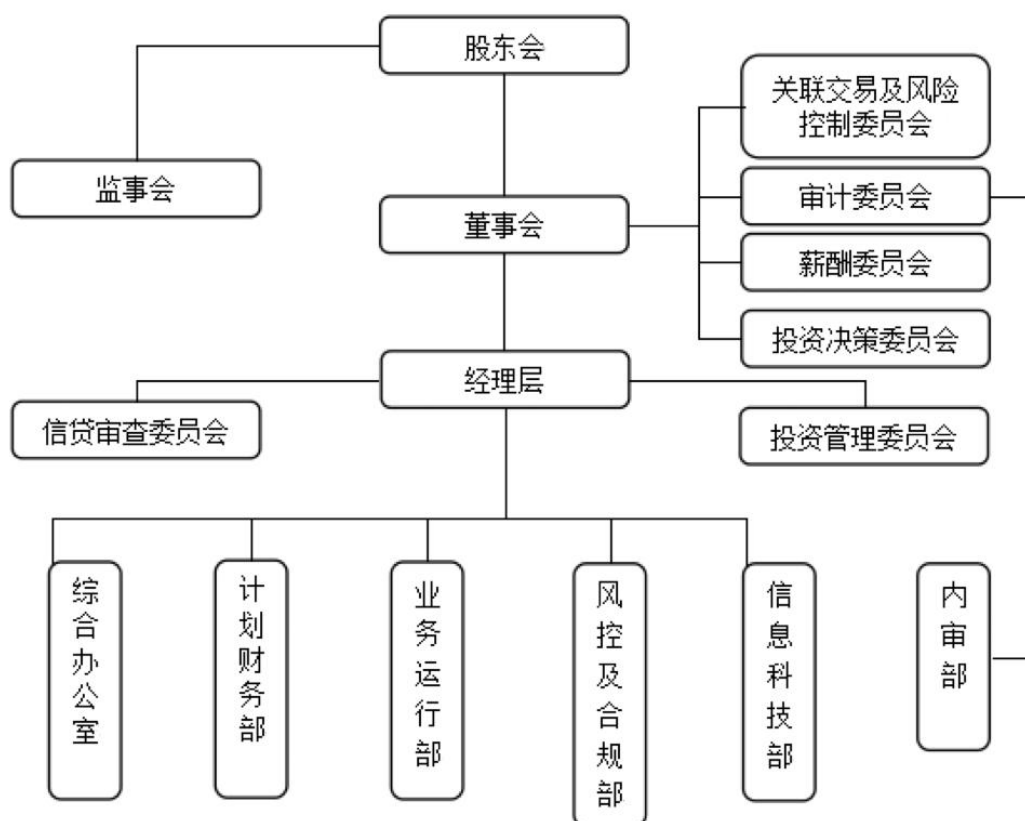 股东会
关联交易及风险
控制委员会
监事会
审计委员会
董事会
薪酬委员会
投资决策委员会
经理层
信贷审查委员会
投资管理委员会
综合办公室
计划财务部
业务运行部
风控及合规部
信息科技部
内审部